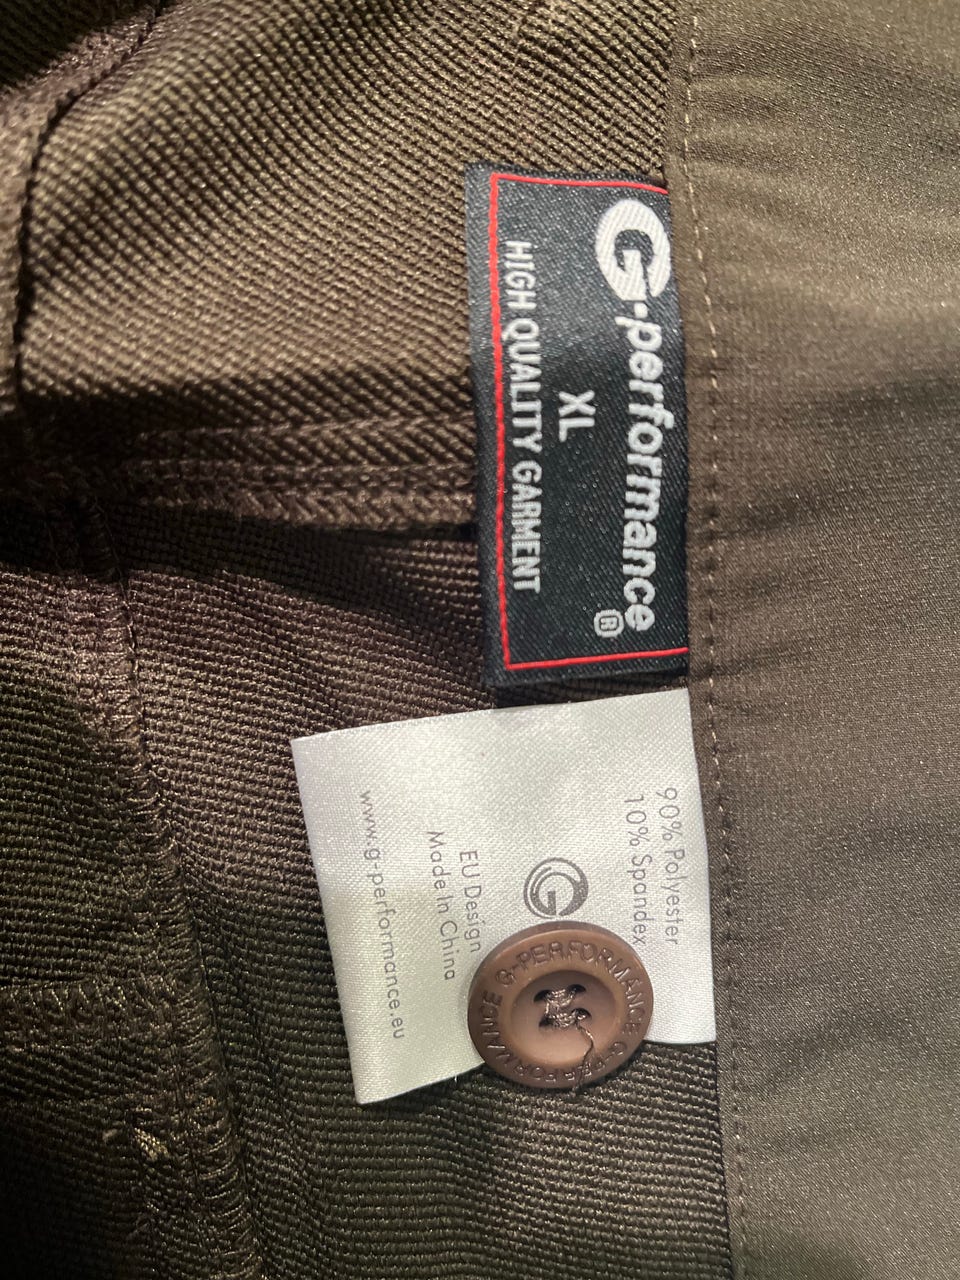 G-performance®
XL
HIGH QUALITY GARMENT
90% Polyester
10% Spandex
G
EU Design
Made In China
www.g-performance.eu
G-PERFORMANCE G-PERFORMANCE